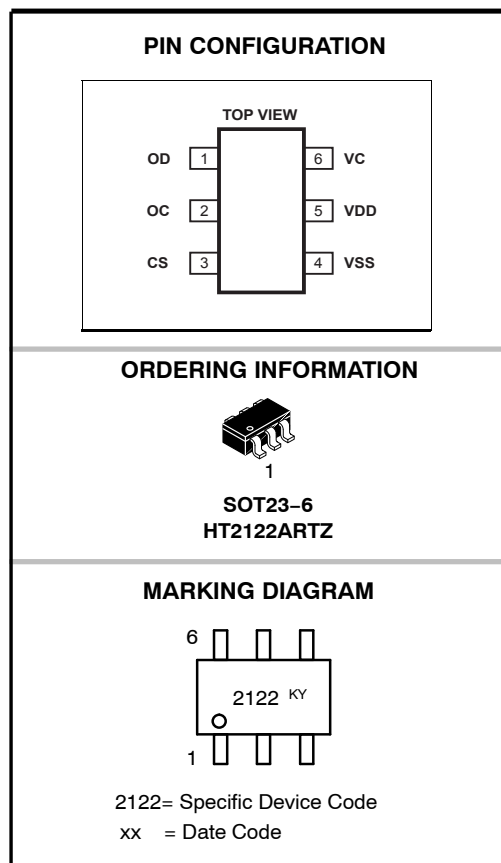 PIN CONFIGURATION
TOP VIEW
OD 1 6 VC
OC 2 5 VDD
CS 3 4 VSS
ORDERING INFORMATION
1
SOT23−6
HT2122ARTZ
MARKING DIAGRAM
6
2122 KY
1
2122= Specific Device Code
xx = Date Code